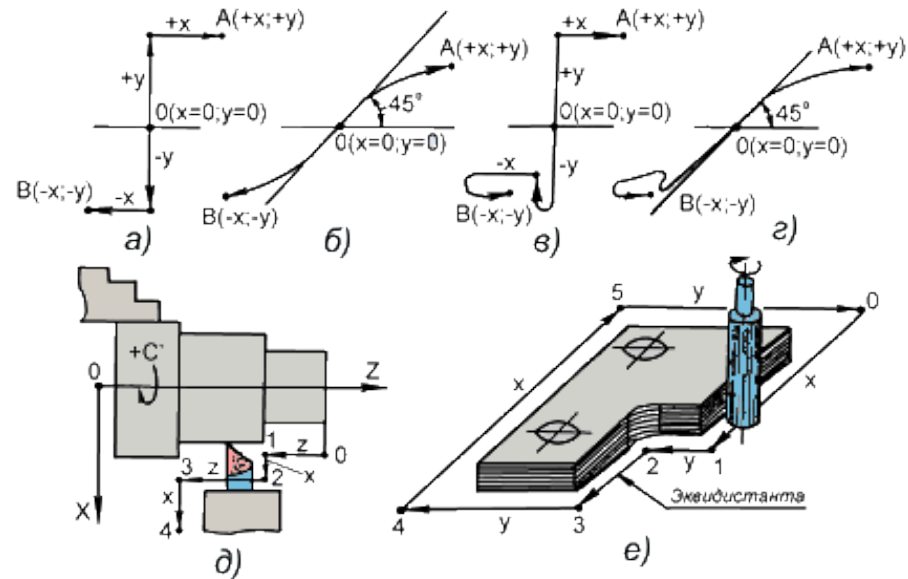 +x
A(+x;+y)
+y
0(x=0;y=0)
-y
B(-x;-y)
-x
а)
A(+x;+y)
45°
0(x=0;y=0)
B(-x;-y)
б)
+x
A(+x;+y)
+y
0(x=0;y=0)
-x
-y
B(-x;-y)
в)
A(+x;+y)
45°
0(x=0;y=0)
B(-x;-y)
г)
+C'
0
Z
1
z
0
3
z
2
x
X
x
4
д)
5
y
0
x
x
2
y
1
Эквидистанта
4
y
3
е)